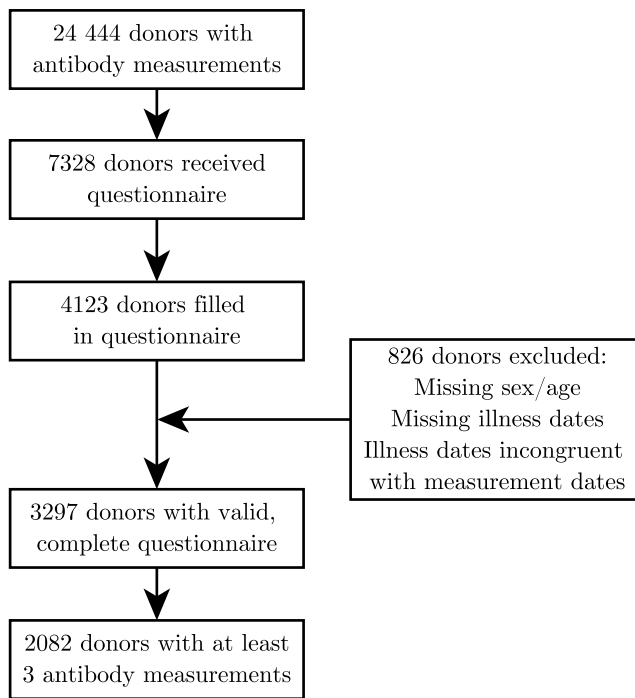 24 444 donors with
antibody measurements
7328 donors received
questionnaire
4123 donors filled
in questionnaire
826 donors excluded:
Missing sex/age
Missing illness dates
Illness dates incongruent
with measurement dates
3297 donors with valid,
complete questionnaire
2082 donors with at least
3 antibody measurements